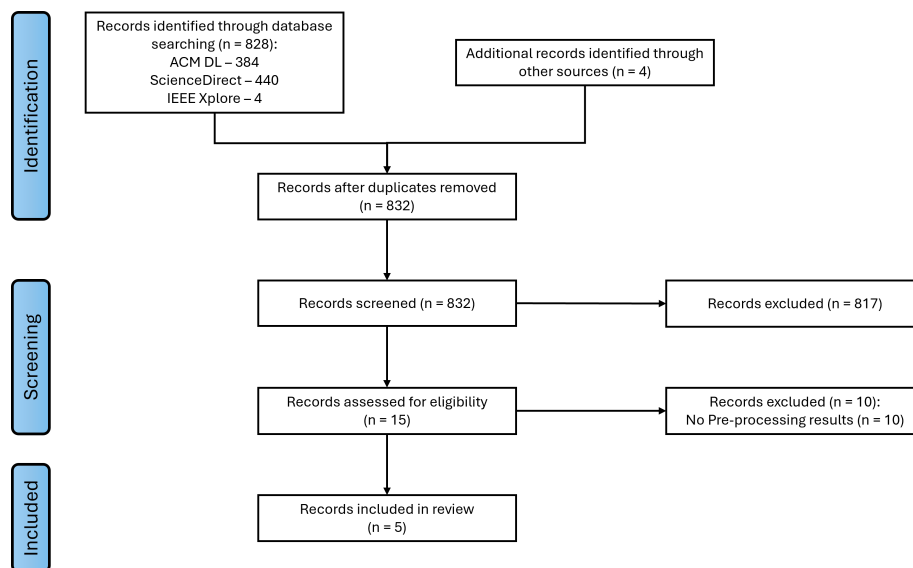 Identification
Records identified through database
searching (n = 828):
ACM DL – 384
ScienceDirect – 440
IEEE Xplore – 4
Additional records identified through
other sources (n = 4)
Records after duplicates removed
(n = 832)
Screening
Records screened (n = 832)
Records excluded (n = 817)
Records assessed for eligibility
(n = 15)
Records excluded (n = 10):
No Pre-processing results (n = 10)
Included
Records included in review
(n = 5)